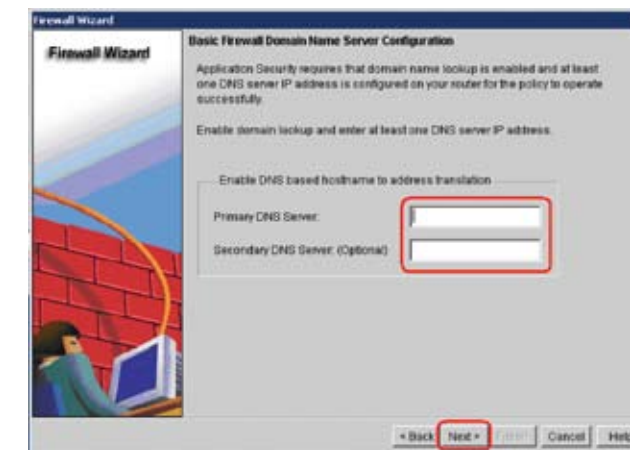 Firewall Wizard
Firewall Wizard
Basic Firewall Domain Name Server Configuration
Application Security requires that domain name lookup is enabled and at least
one DNS server IP address is configured on your router for the policy to operate
successfully.
Enable domain lookup and enter at least one DNS server IP address.
Enable DNS based hostname to address translation
Primary DNS Server:
Secondary DNS Server: (Optional)
< Back Next > Finish Cancel Help